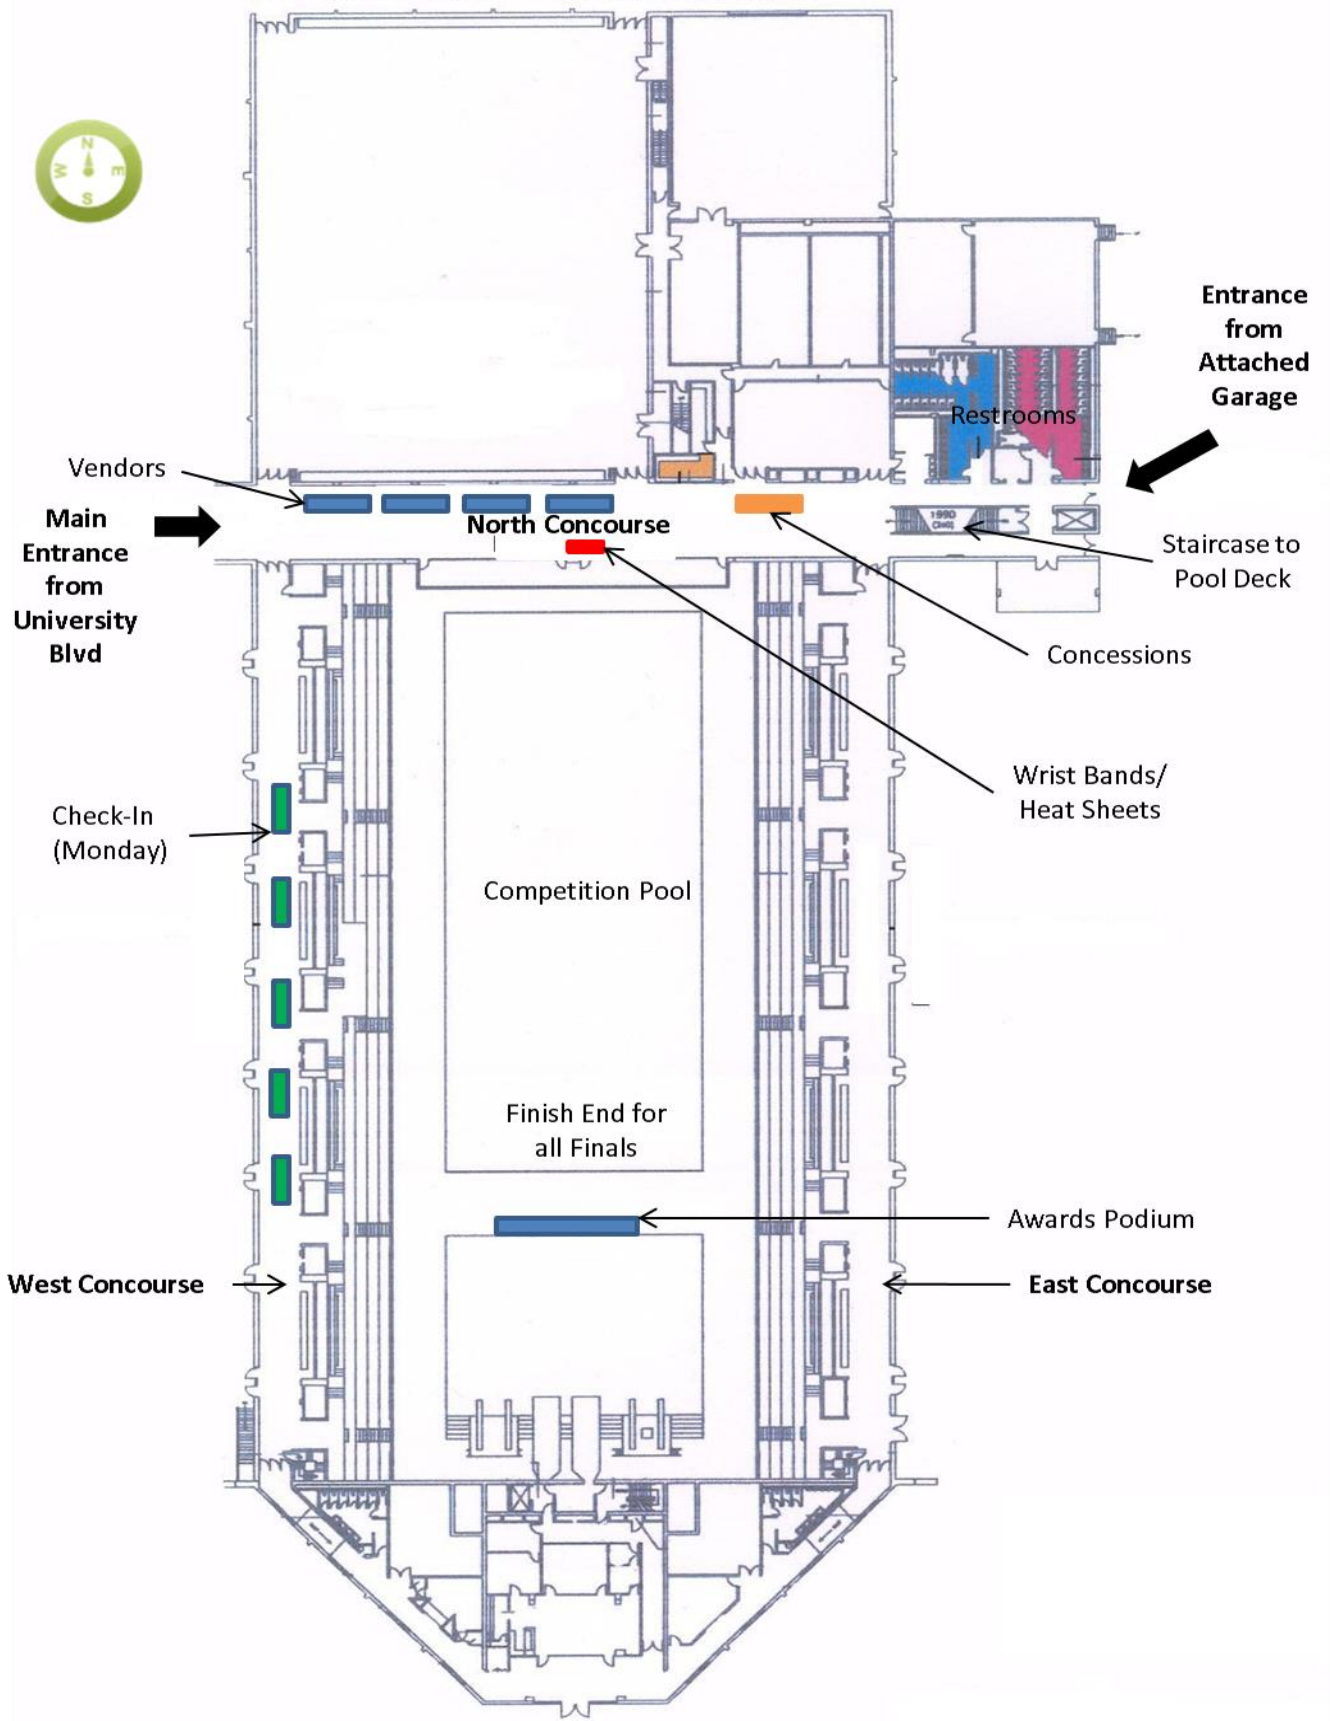 N
W
E
S
Entrance
from
Attached
Garage
Restrooms
Vendors
Main
Entrance
from
University
Blvd
North Concourse
Staircase to
Pool Deck
Concessions
Wrist Bands/
Heat Sheets
Check-In
(Monday)
Competition Pool
Finish End for
all Finals
Awards Podium
West Concourse
East Concourse